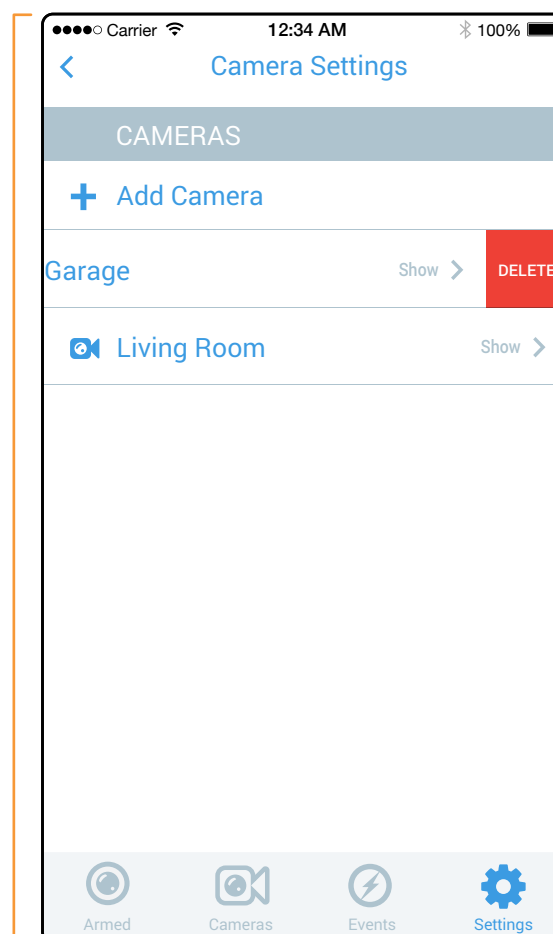 Carrier 12:34 AM 100%
Camera Settings
CAMERAS
Add Camera
Garage Show DELETE
Living Room Show
Armed Cameras Events Settings